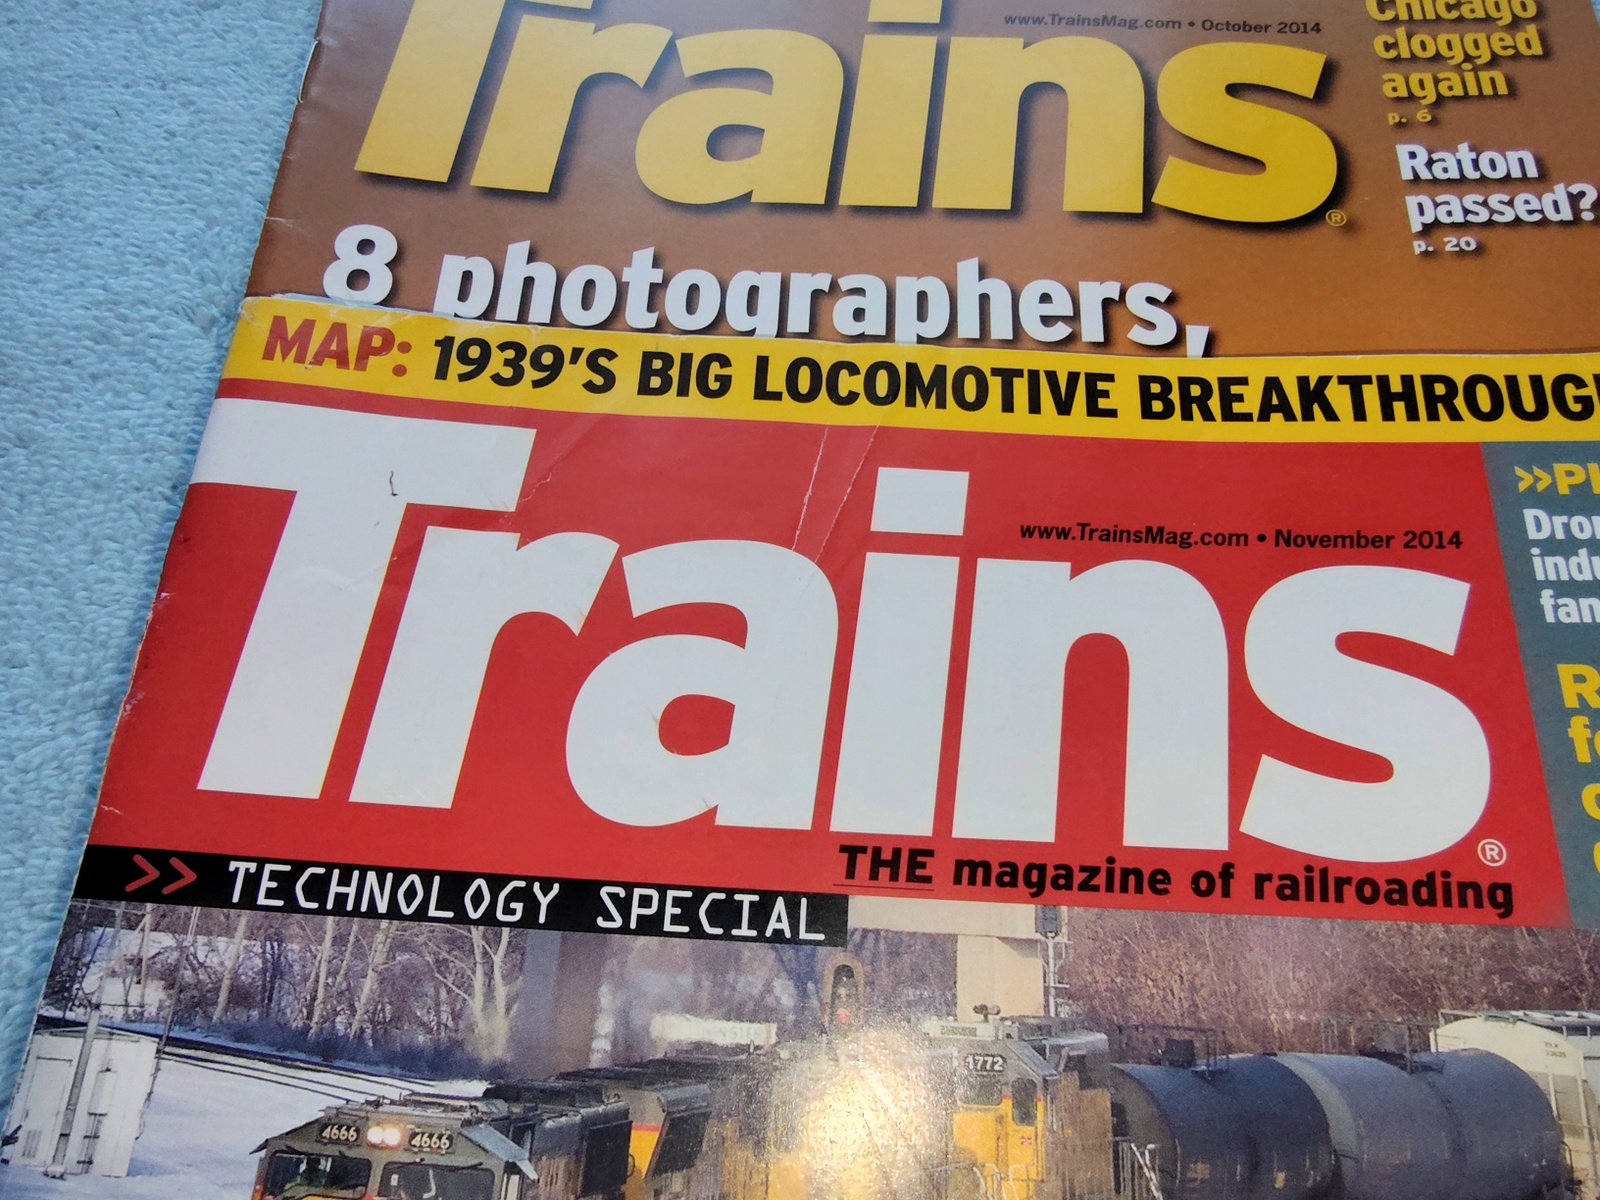 Trains
www.TrainsMag.com • October 2014
Chicago
clogged
again
p. 6
Raton
passed?
p. 20
®
8 photographers,
MAP: 1939'S BIG LOCOMOTIVE
Trains
www.TrainsMag.com • November 2014
®
THE magazine of railroading
>> TECHNOLOGY SPECIAL
>>
4666
4666
1772